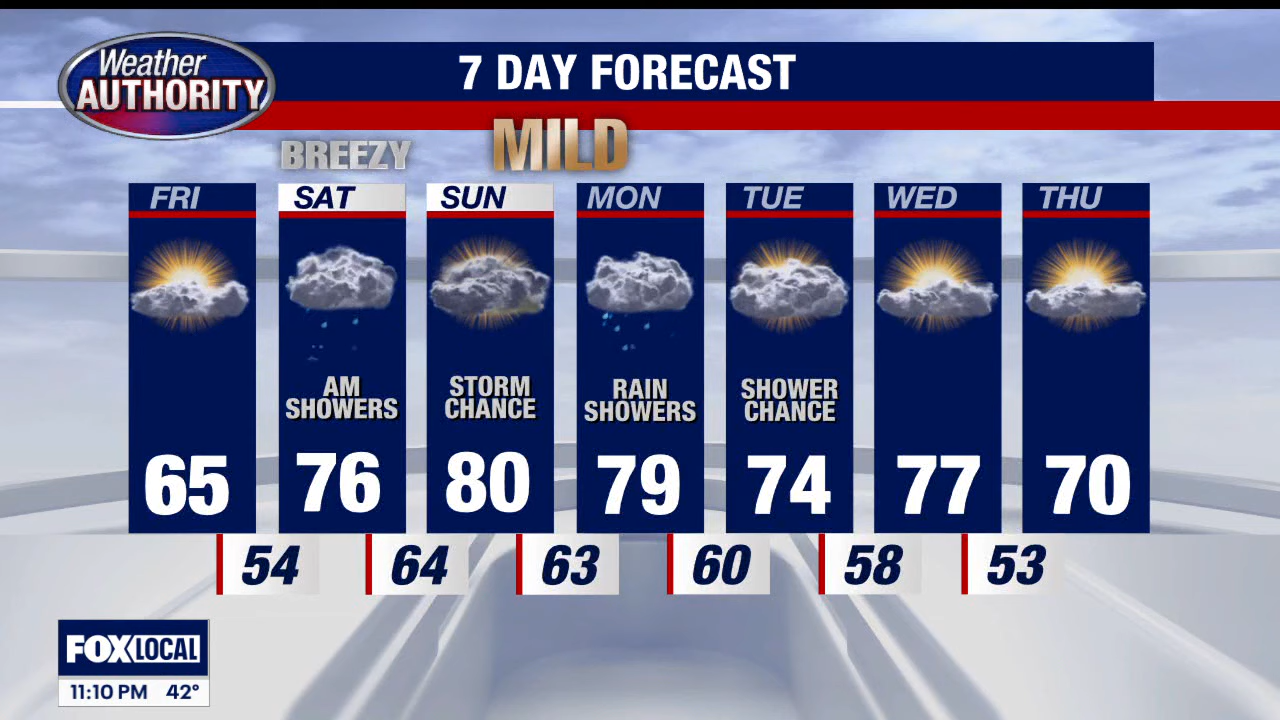 Weather
AUTHORITY
7 DAY FORECAST
BREEZY
MILD
FRI
SAT
SUN
MON
TUE
WED
THU
AM
SHOWERS
STORM
CHANCE
RAIN
SHOWERS
SHOWER
CHANCE
65
76
80
79
74
77
70
54
64
63
60
58
53
FOX LOCAL
11:10 PM 42°